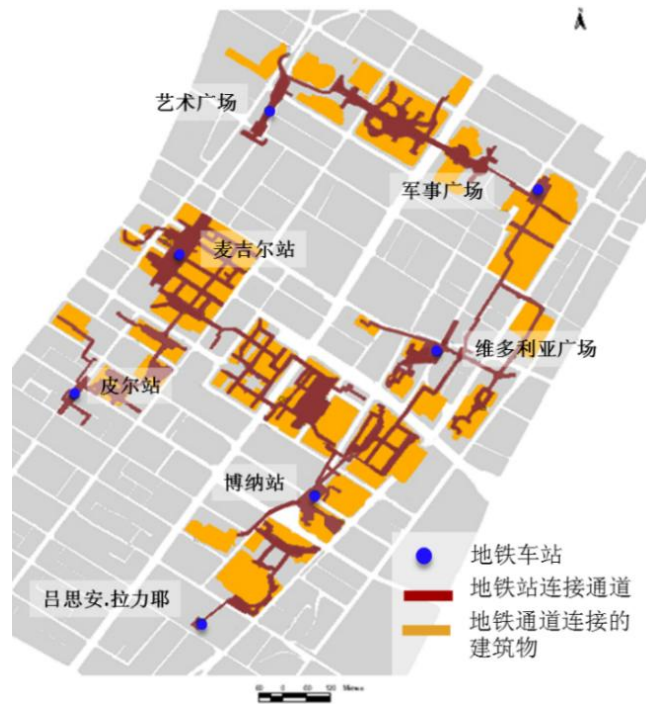 艺术广场
军事广场
麦吉尔站
维多利亚广场
皮尔站
博纳站
吕思安.拉力耶
地铁车站
地铁站连接通道
地铁通道连接的
建筑物